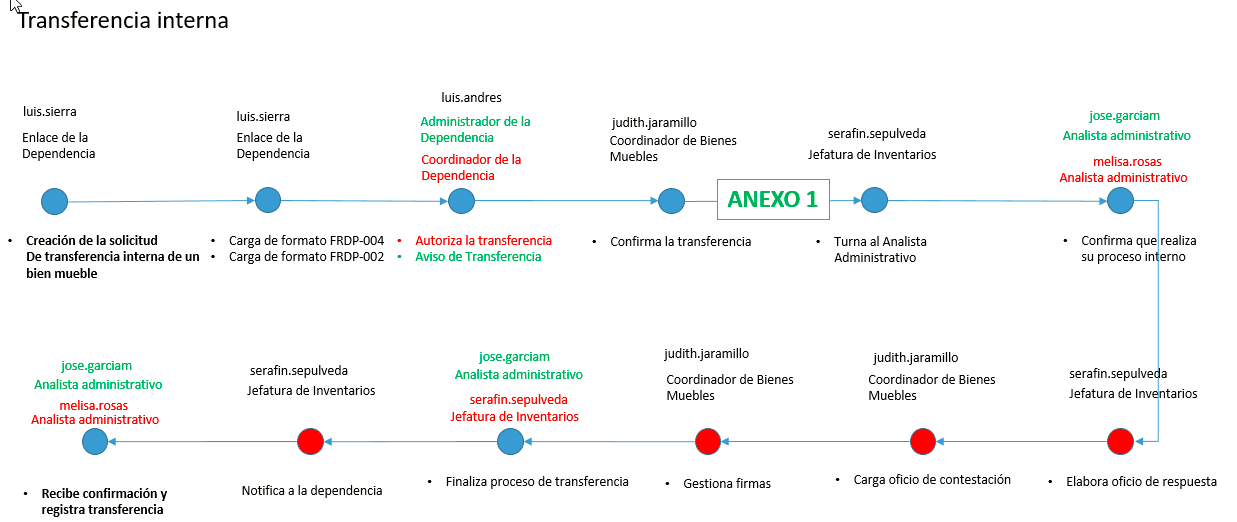 Transferencia interna
luis.sierra
Enlace de la
Dependencia
• Creación de la solicitud
De transferencia interna de un
bien mueble
luis.sierra
Enlace de la
Dependencia
• Carga de formato FRDP-004
• Carga de formato FRDP-002
luis.andres
Administrador de la
Dependencia
Coordinador de la
Dependencia
• Autoriza la transferencia
• Aviso de Transferencia
judith.jaramillo
Coordinador de Bienes
Muebles
• Confirma la transferencia
ANEXO 1
serafin.sepulveda
Jefatura de Inventarios
• Turna al Analista
Administrativo
jose.garciam
Analista administrativo
melisa.rosas
Analista administrativo
• Confirma que realiza
su proceso interno
jose.garciam
Analista administrativo
melisa.rosas
Analista administrativo
• Recibe confirmación y
registra transferencia
serafin.sepulveda
Jefatura de Inventarios
Notifica a la dependencia
jose.garciam
Analista administrativo
serafin.sepulveda
Jefatura de Inventarios
• Finaliza proceso de transferencia
judith.jaramillo
Coordinador de Bienes
Muebles
• Gestiona firmas
judith.jaramillo
Coordinador de Bienes
Muebles
• Carga oficio de contestación
serafin.sepulveda
Jefatura de Inventarios
• Elabora oficio de respuesta